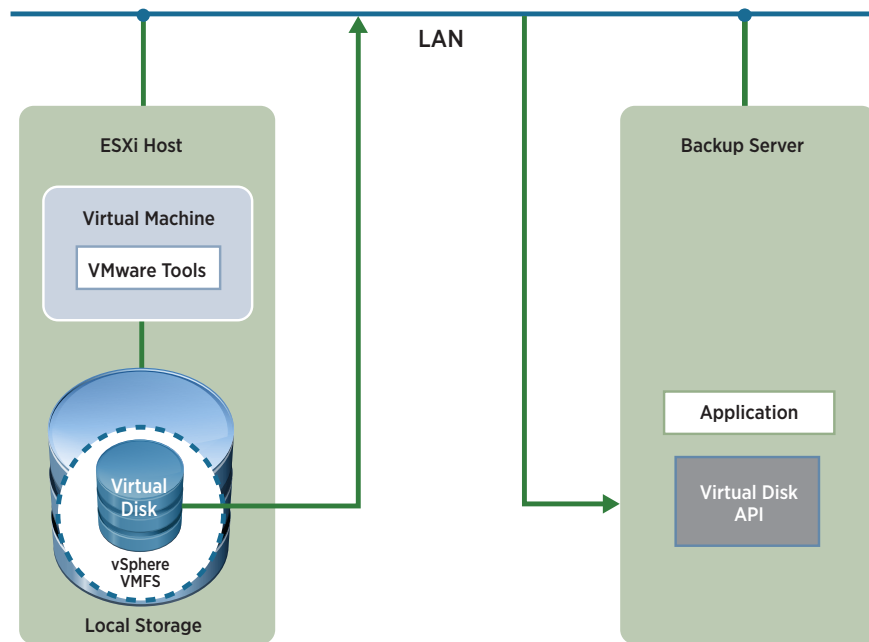 LAN
ESXi Host
Virtual Machine
VMware Tools
Virtual
Disk
vSphere
VMFS
Local Storage
Backup Server
Application
Virtual Disk
API